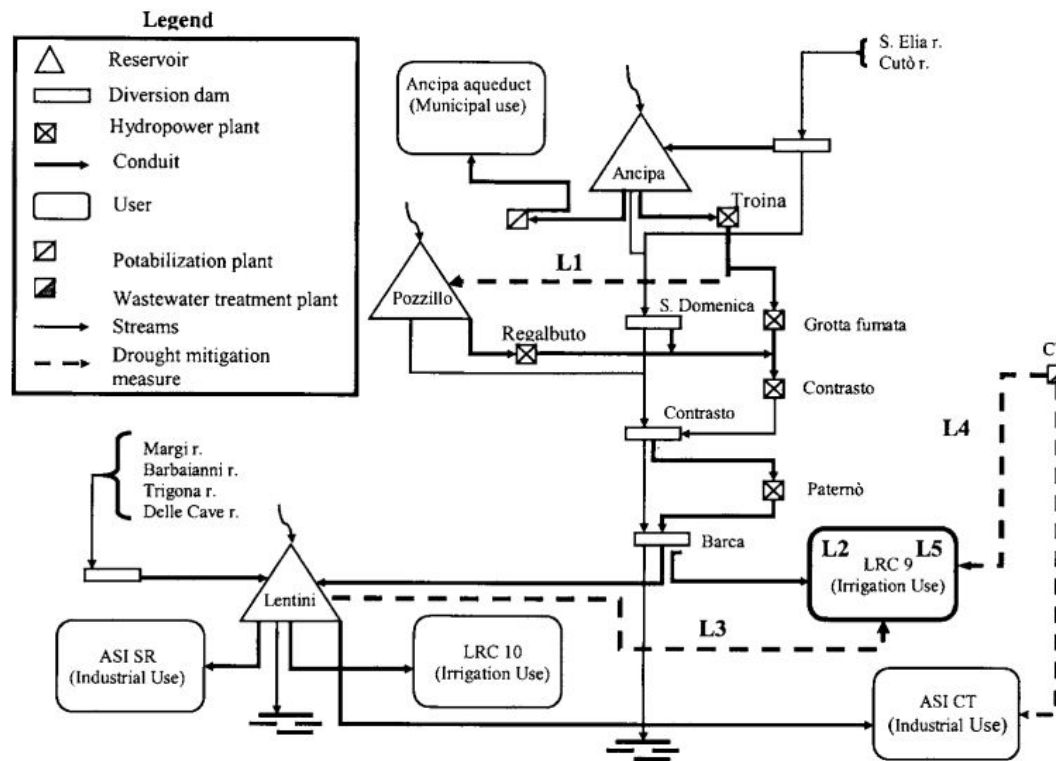 Legend
Reservoir
Diversion dam
Hydropower plant
Conduit
User
Potabilization plant
Wastewater treatment plant
Streams
Drought mitigation
measure
S. Elia r.
Cutò r.
Ancipa aqueduct
(Municipal use)
Ancipa
Troina
L1
Pozzillo
S. Domenica
Regalbuto
Grotta fumata
Contrasto
Contrasto
L4
Margi r.
Barbaianni r.
Trigona r.
Delle Cave r.
Paternò
Barca
L2 L5
LRC 9
(Irrigation Use)
Lentini
L3
ASI SR
(Industrial Use)
LRC 10
(Irrigation Use)
ASI CT
(Industrial Use)